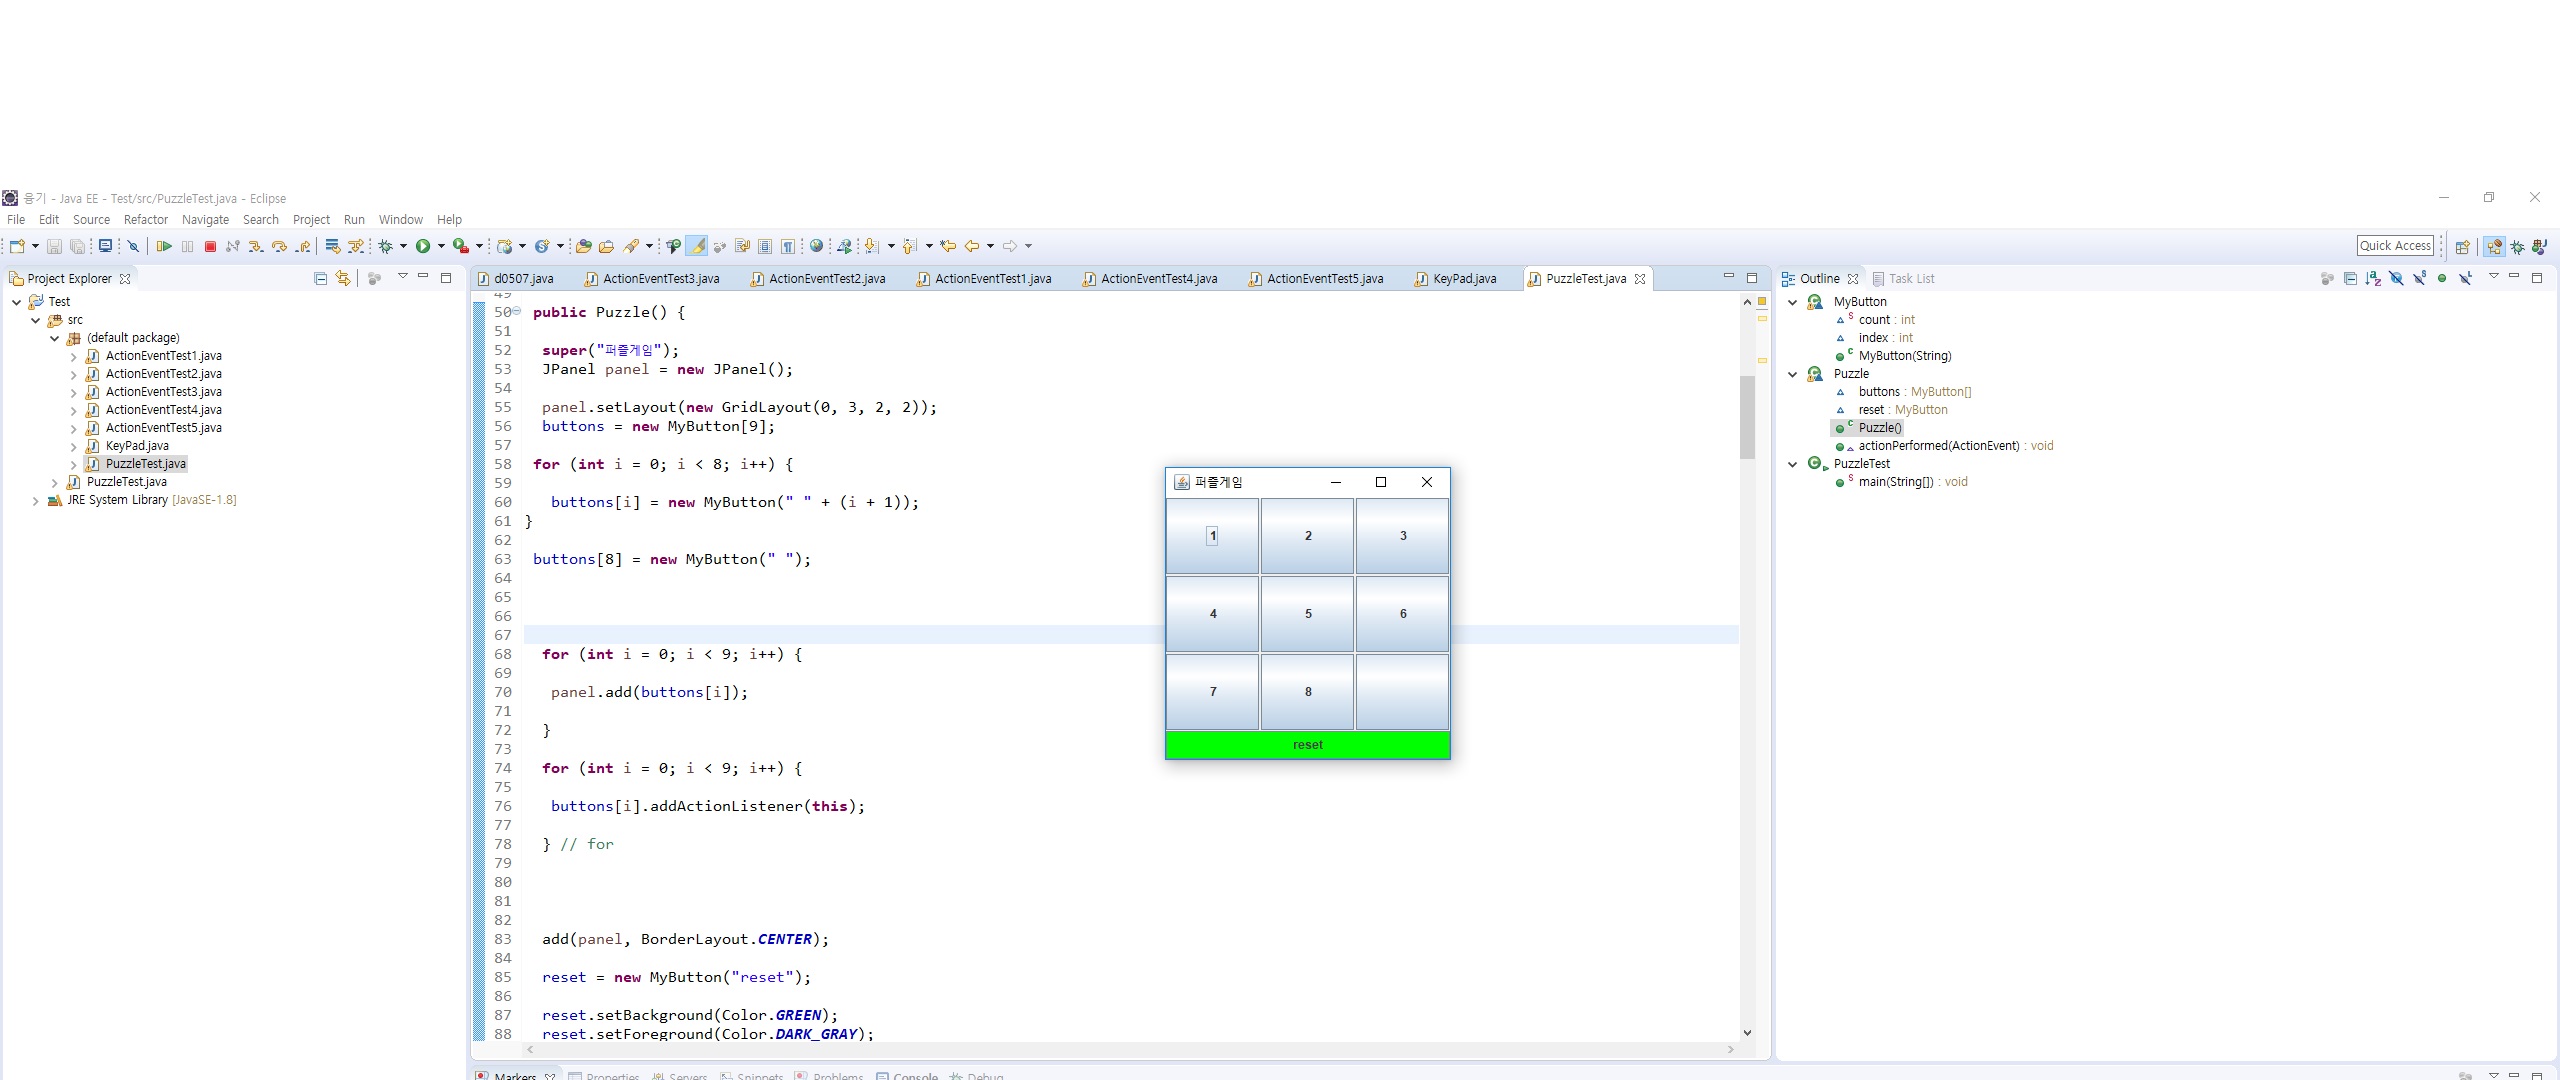 융기 - Java EE - Test/src/PuzzleTest.java - Eclipse
File Edit Source Refactor Navigate Search Project Run Window Help
Quick Access
Project Explorer
Test
src
(default package)
ActionEventTest1.java
ActionEventTest2.java
ActionEventTest3.java
ActionEventTest4.java
ActionEventTest5.java
KeyPad.java
PuzzleTest.java
PuzzleTest.java
JRE System Library [JavaSE-1.8]
d0507.java ActionEventTest3.java ActionEventTest2.java ActionEventTest1.java ActionEventTest4.java ActionEventTest5.java KeyPad.java PuzzleTest.java
49
50 public Puzzle() {
51
52 super("퍼즐게임");
53 JPanel panel = new JPanel();
54
55 panel.setLayout(new GridLayout(0, 3, 2, 2));
56 buttons = new MyButton[9];
57
58 for (int i = 0; i < 8; i++) {
59
60 buttons[i] = new MyButton(" " + (i + 1));
61 }
62
63 buttons[8] = new MyButton(" ");
64
65
66
67
68 for (int i = 0; i < 9; i++) {
69
70 panel.add(buttons[i]);
71
72 }
73
74 for (int i = 0; i < 9; i++) {
75
76 buttons[i].addActionListener(this);
77
78 } // for
79
80
81
82
83 add(panel, BorderLayout.CENTER);
84
85 reset = new MyButton("reset");
86
87 reset.setBackground(Color.GREEN);
88 reset.setForeground(Color.DARK_GRAY);
퍼즐게임
1 2 3
4 5 6
7 8
reset
Outline Task List
MyButton
S count : int
index : int
C MyButton(String)
Puzzle
buttons : MyButton[]
reset : MyButton
C Puzzle()
actionPerformed(ActionEvent) : void
PuzzleTest
S main(String[]) : void
Markers Properties Servers Snippets Problems Console Debug